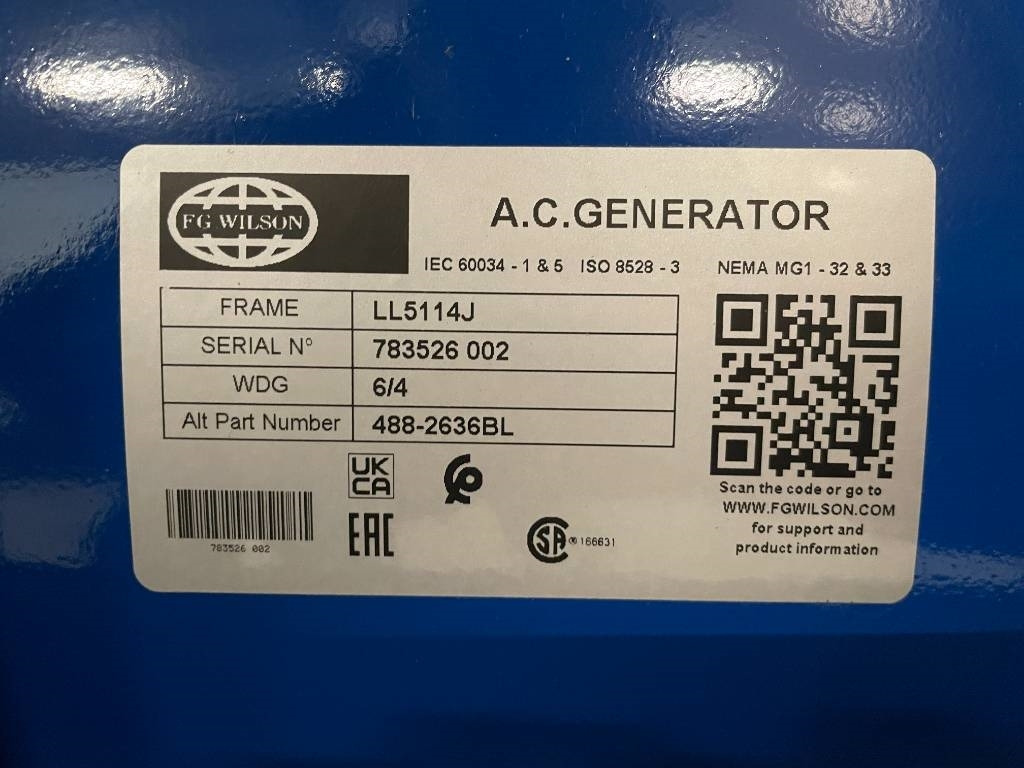 FG WILSON
A.C.GENERATOR
IEC 60034 - 1 & 5 ISO 8528 - 3 NEMA MG1 - 32 & 33
FRAME LL5114J
SERIAL N° 783526 002
WDG 6/4
Alt Part Number 488-2636BL
UK
CA
EAC
783526 002
SA ® 166631
Scan the code or go to
WWW.FGWILSON.COM
for support and
product information